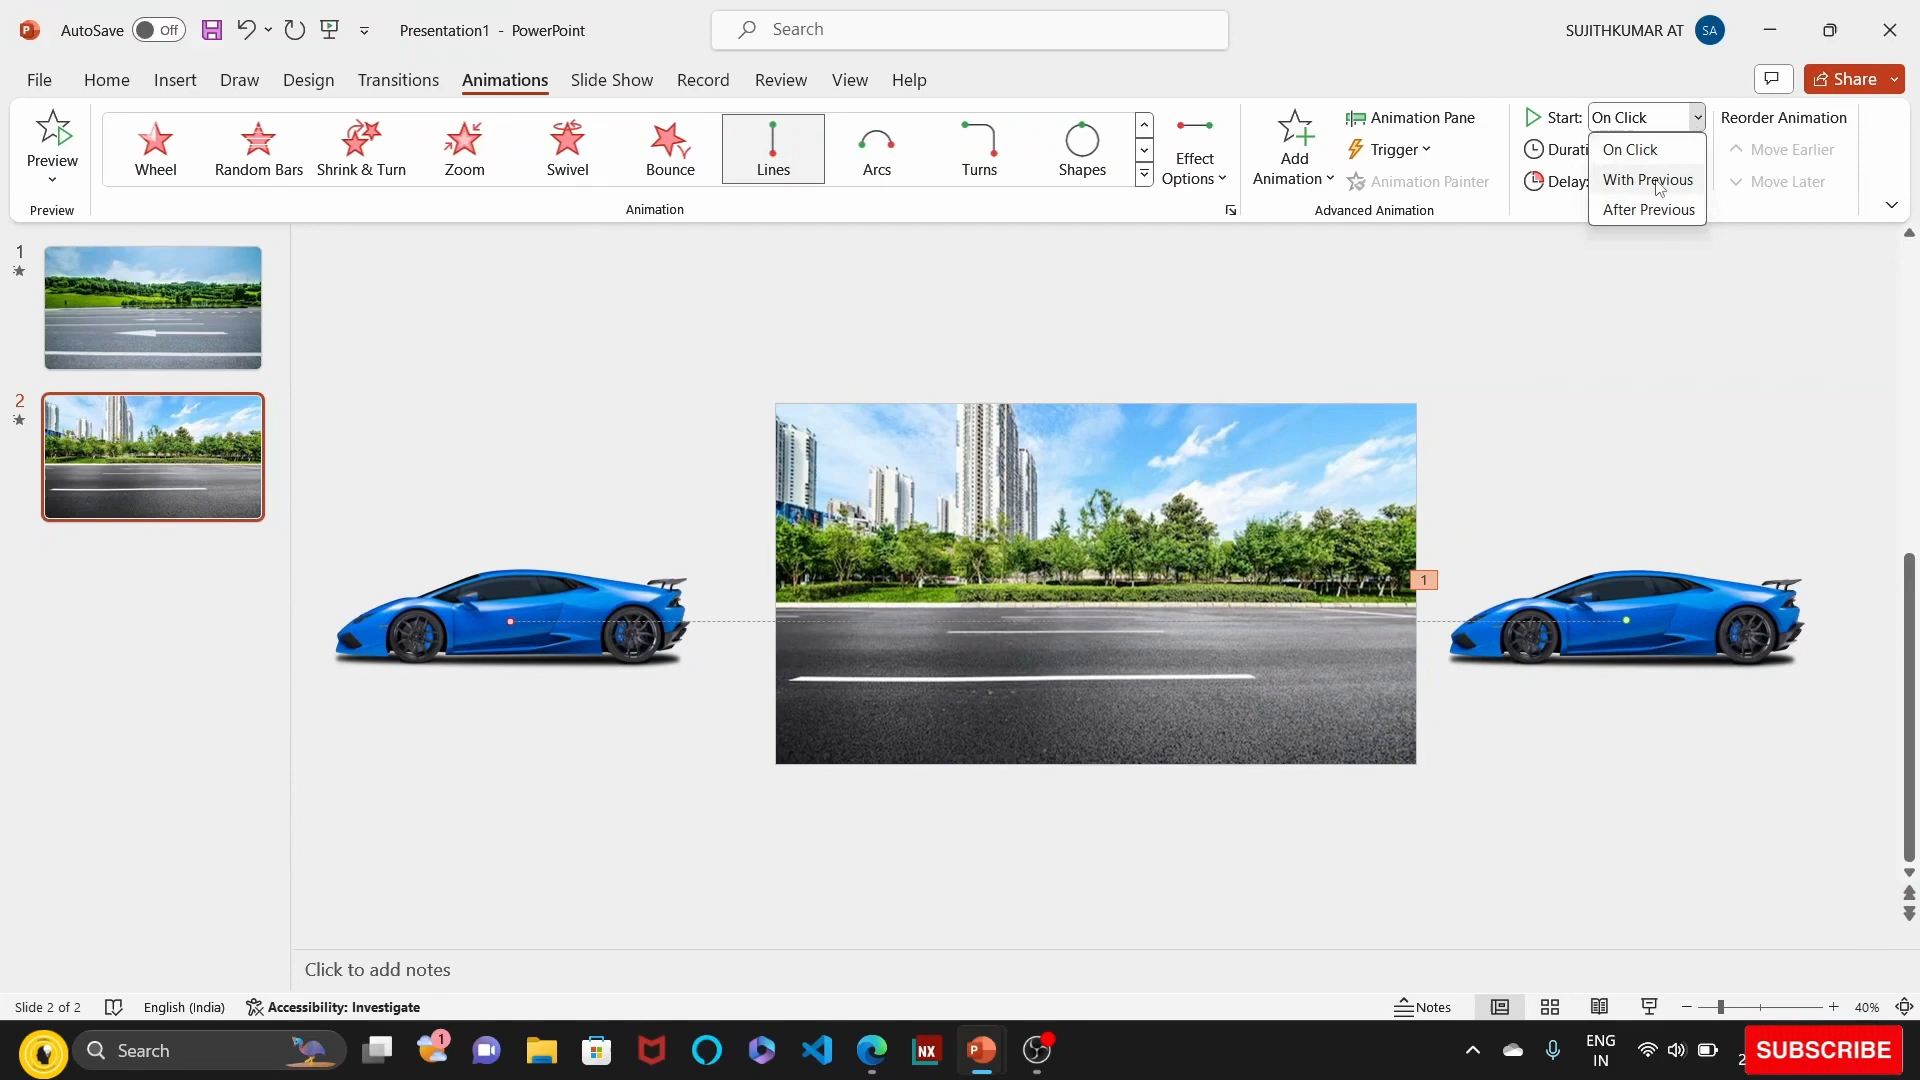 AutoSave Off
Presentation1 - PowerPoint
Search
SUJITHKUMAR AT SA
File Home Insert Draw Design Transitions Animations Slide Show Record Review View Help
Share
Preview
Wheel Random Bars Shrink & Turn Zoom Swivel Bounce Lines Arcs Turns Shapes
Effect Options
Add Animation
Animation Pane
Trigger
Animation Painter
Start: On Click
Durati
Delay:
On Click
With Previous
After Previous
Reorder Animation
Move Earlier
Move Later
Preview
Animation
Advanced Animation
1
2
1
Click to add notes
Slide 2 of 2
English (India)
Accessibility: Investigate
Notes
40%
Search
1
NX
ENG
IN
2
SUBSCRIBE